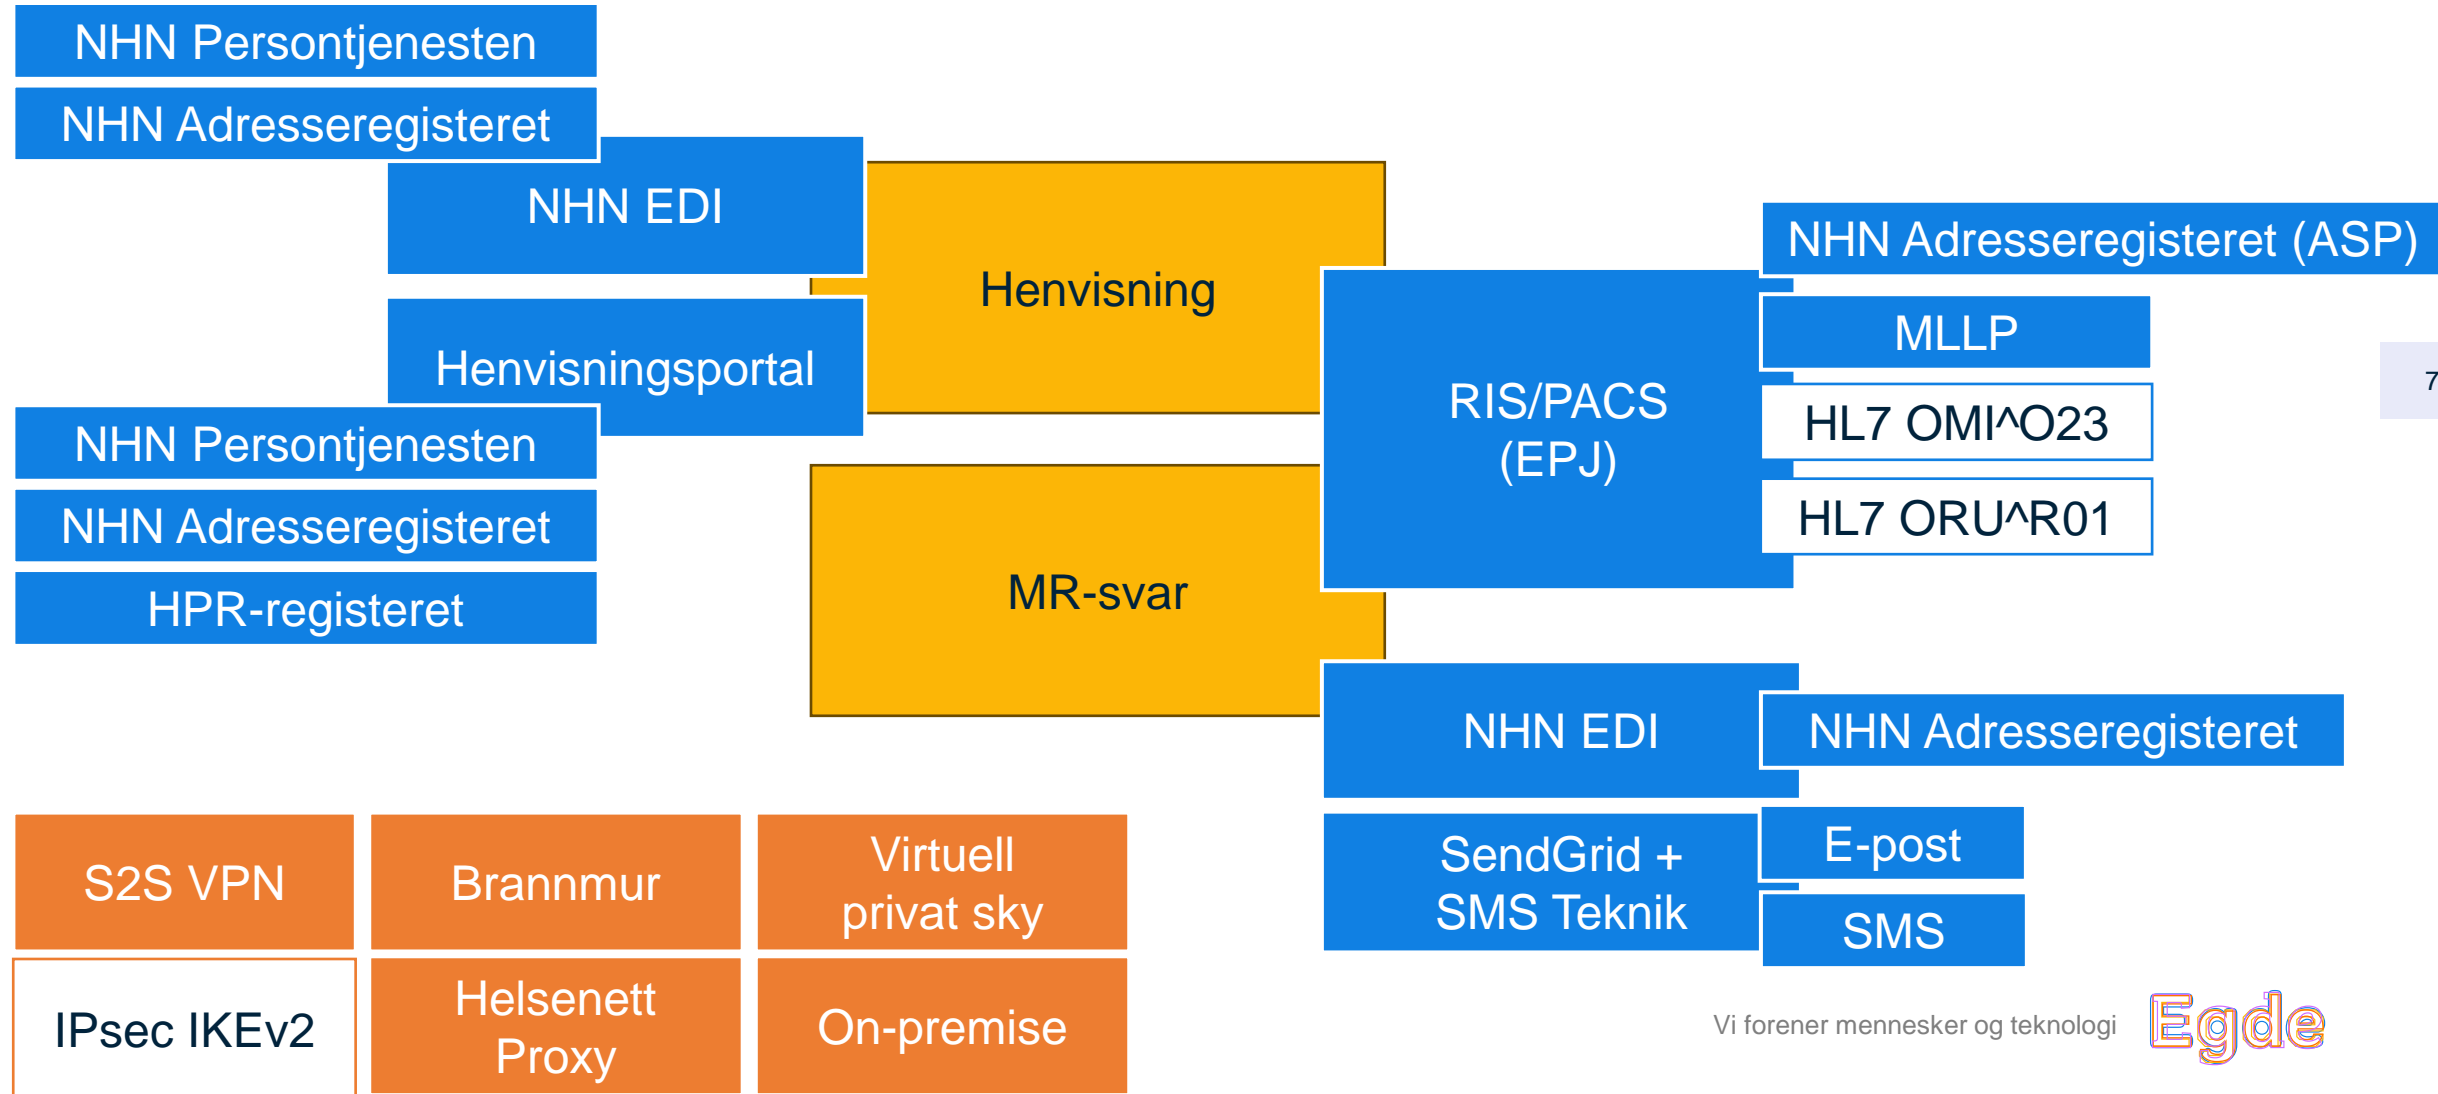 NHN Persontjenesten
NHN Adresseregisteret
NHN EDI
Henvisningsportal
NHN Persontjenesten
NHN Adresseregisteret
HPR-registeret
Henvisning
MR-svar
RIS/PACS
(EPJ)
NHN Adresseregisteret (ASP)
MLLP
HL7 OMI^O23
HL7 ORU^R01
7
NHN EDI
NHN Adresseregisteret
SendGrid +
SMS Teknik
E-post
SMS
S2S VPN
Brannmur
Virtuell
privat sky
IPsec IKEv2
Helsenett
Proxy
On-premise
Vi forener mennesker og teknologi
Egde